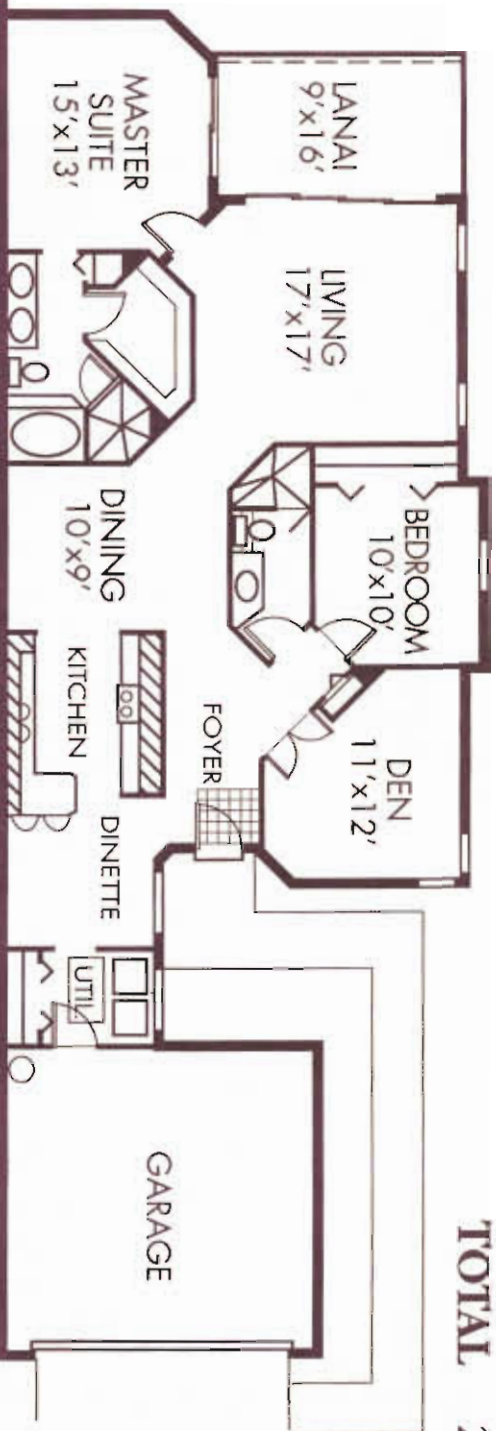 LANAI
9'x16'
MASTER
SUITE
15'x13'
LIVING
17'x17'
BEDROOM
10'x10'
DINING
10'x9'
KITCHEN
FOYER
DEN
11'x12'
DINETTE
UTIL
GARAGE
TOTAL